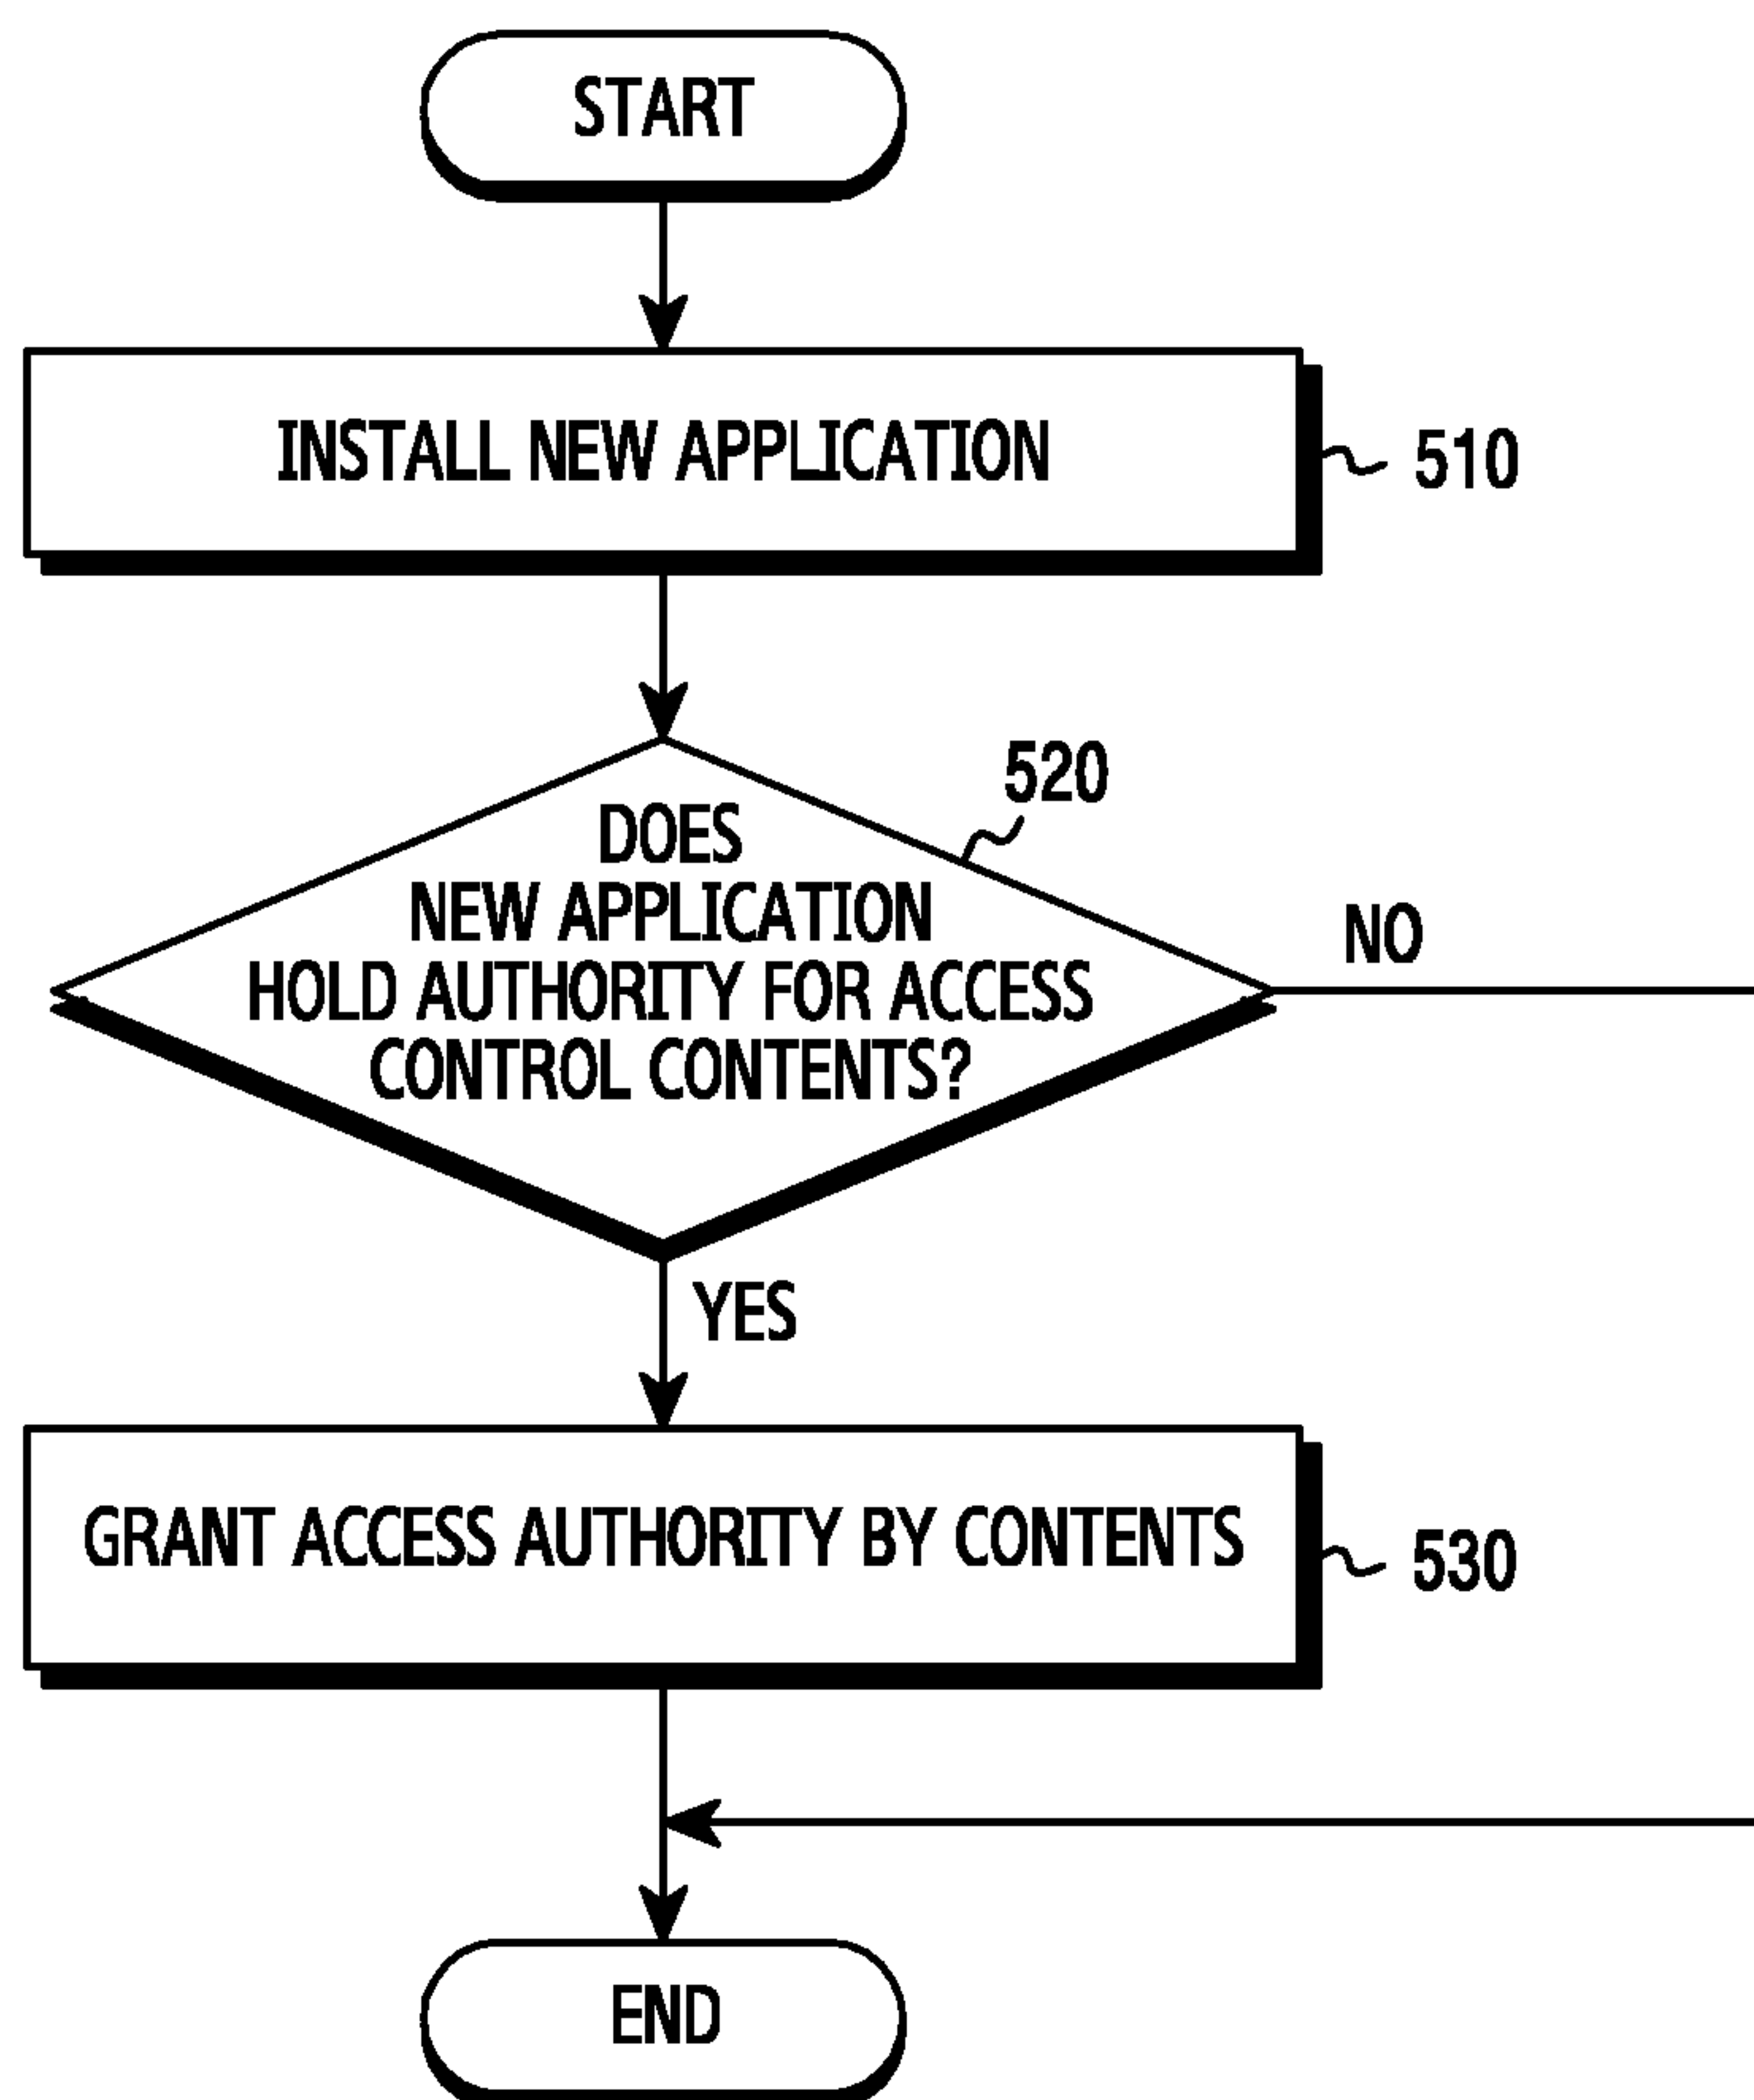 START
INSTALL NEW APPLICATION
510
520
DOES
NEW APPLICATION
HOLD AUTHORITY FOR ACCESS
CONTROL CONTENTS?
NO
YES
GRANT ACCESS AUTHORITY BY CONTENTS
530
END